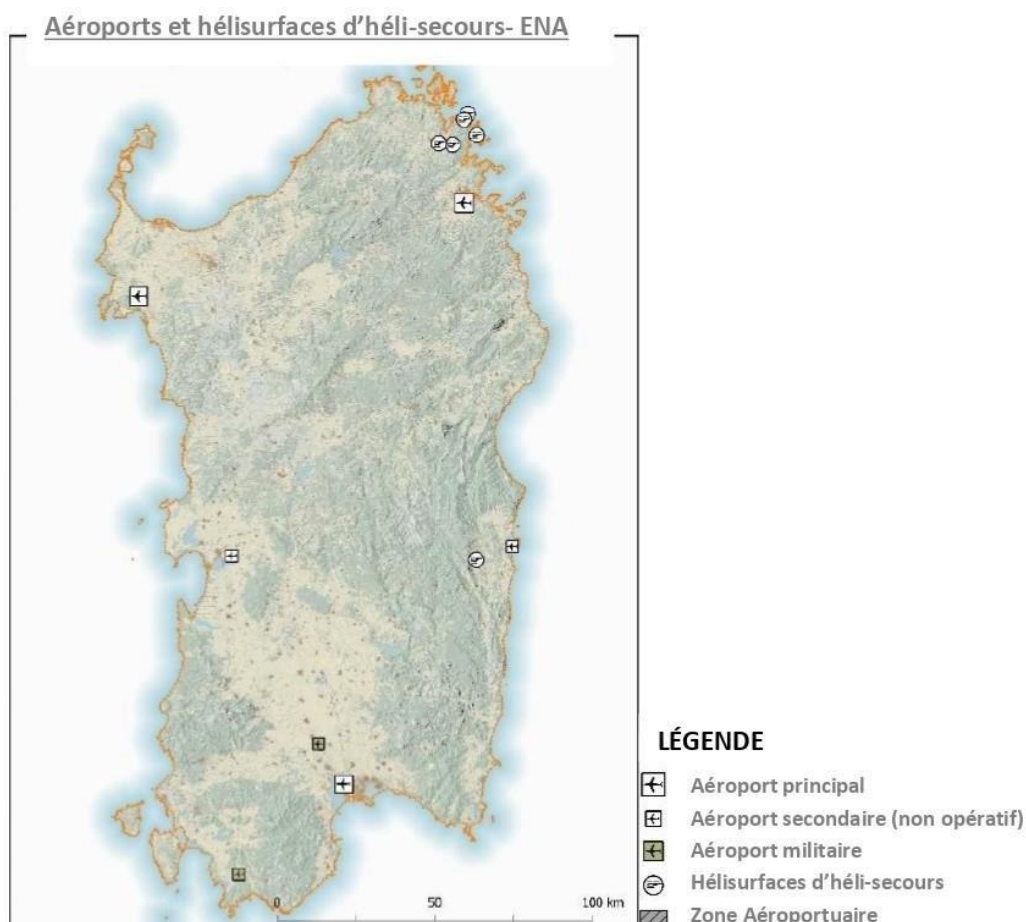 Aéroports et hélisurfaces d’héli-secours- ENA
LÉGENDE
Aéroport principal
Aéroport secondaire (non opératif)
Aéroport militaire
Hélisurfaces d’héli-secours
Zone Aéroportuaire
0 50 100 km